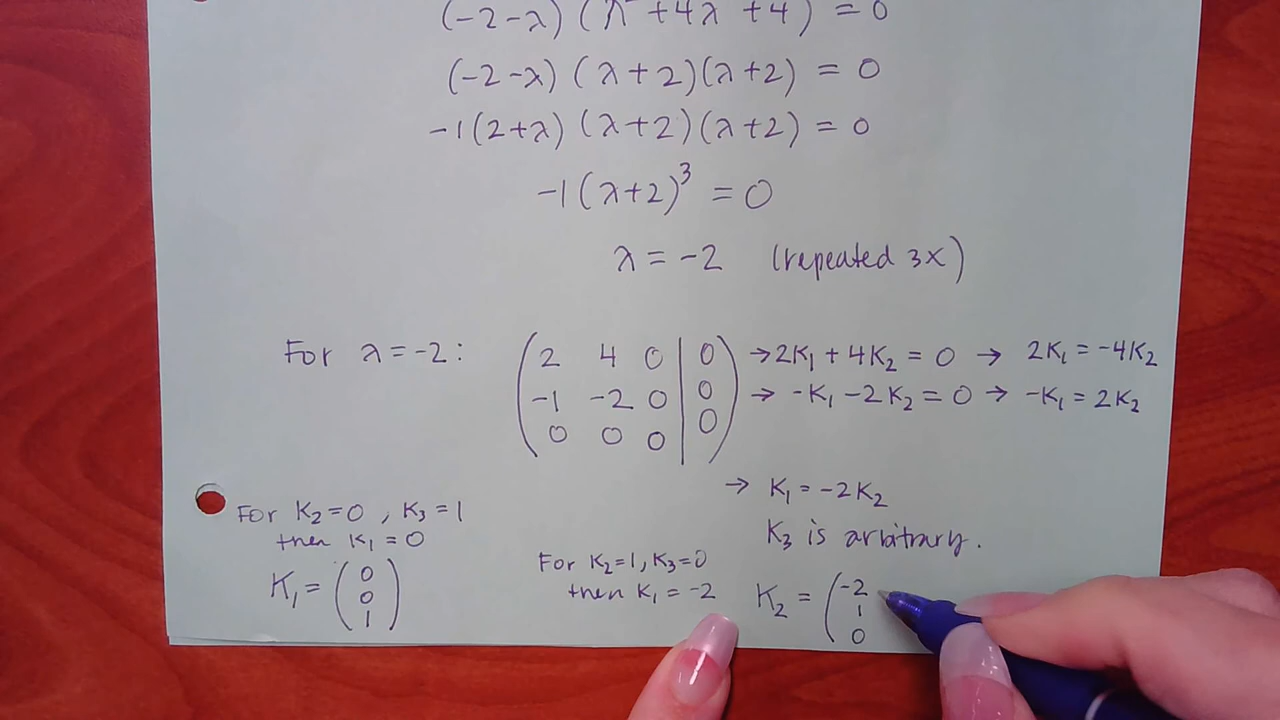 (-2-λ) (λ² +4λ +4) = 0
(-2-λ) (λ+2)(λ+2) = 0
-1(2+λ) (λ+2)(λ+2) = 0
-1(λ+2)³ = 0
λ = -2 (repeated 3x)
For λ = -2:
2 4 0 | 0 → 2K₁ + 4K₂ = 0 → 2K₁ = -4K₂
-1 -2 0 | 0 → -K₁ - 2K₂ = 0 → -K₁ = 2K₂
0 0 0 | 0
→ K₁ = -2K₂
K₃ is arbitrary.
For K₂=0, K₃=1
then K₁=0
K₁ = (0
0
1)
For K₂=1, K₃=0
then K₁ = -2
K₂ = (-2
1
0